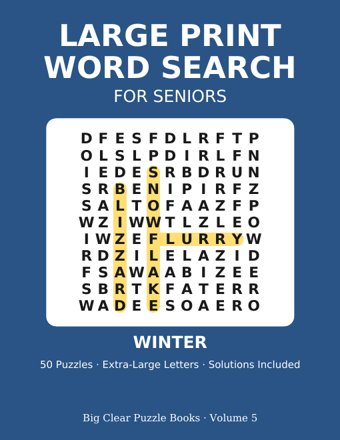 LARGE PRINT
WORD SEARCH
FOR SENIORS
D F E S F D L R F T P
O L S L P D I R L F N
I E D E S R B D R U N
S R B E N I P I R F Z
S A L T O F A A Z F P
W Z I W W T L Z L E O
I W Z E F L U R R Y W
R D Z I L E L A Z I D
F S A W A A B I Z E E
S B R T K F A T E R R
W A D E E S O A E R O
WINTER
50 Puzzles · Extra-Large Letters · Solutions Included
Big Clear Puzzle Books · Volume 5